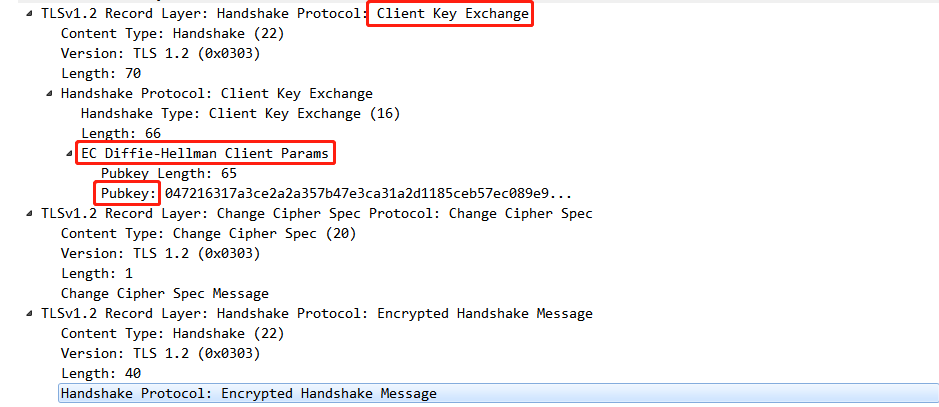 TLSv1.2 Record Layer: Handshake Protocol: Client Key Exchange
Content Type: Handshake (22)
Version: TLS 1.2 (0x0303)
Length: 70
Handshake Protocol: Client Key Exchange
Handshake Type: Client Key Exchange (16)
Length: 66
EC Diffie-Hellman Client Params
Pubkey Length: 65
Pubkey: 047216317a3ce2a2a357b47e3ca31a2d1185ceb57ec089e9...
TLSv1.2 Record Layer: Change Cipher Spec Protocol: Change Cipher Spec
Content Type: Change Cipher Spec (20)
Version: TLS 1.2 (0x0303)
Length: 1
Change Cipher Spec Message
TLSv1.2 Record Layer: Handshake Protocol: Encrypted Handshake Message
Content Type: Handshake (22)
Version: TLS 1.2 (0x0303)
Length: 40
Handshake Protocol: Encrypted Handshake Message